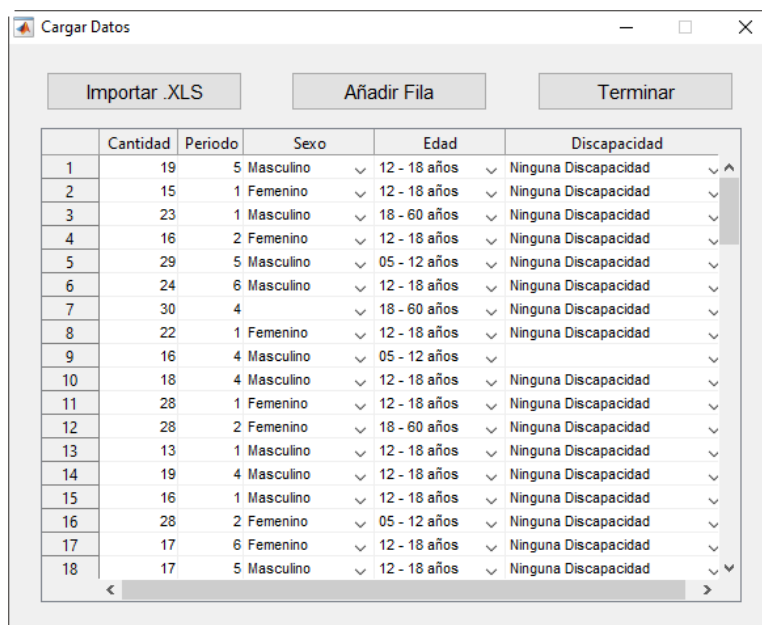 Cargar Datos
Importar .XLS Añadir Fila Terminar
Cantidad Periodo Sexo Edad Discapacidad
1 19 5 Masculino 12 - 18 años Ninguna Discapacidad
2 15 1 Femenino 12 - 18 años Ninguna Discapacidad
3 23 1 Masculino 18 - 60 años Ninguna Discapacidad
4 16 2 Femenino 12 - 18 años Ninguna Discapacidad
5 29 5 Masculino 05 - 12 años Ninguna Discapacidad
6 24 6 Masculino 12 - 18 años Ninguna Discapacidad
7 30 4 18 - 60 años Ninguna Discapacidad
8 22 1 Femenino 12 - 18 años Ninguna Discapacidad
9 16 4 Masculino 05 - 12 años
10 18 4 Masculino 12 - 18 años Ninguna Discapacidad
11 28 1 Femenino 12 - 18 años Ninguna Discapacidad
12 28 2 Femenino 18 - 60 años Ninguna Discapacidad
13 13 1 Masculino 12 - 18 años Ninguna Discapacidad
14 19 4 Masculino 12 - 18 años Ninguna Discapacidad
15 16 1 Masculino 12 - 18 años Ninguna Discapacidad
16 28 2 Femenino 05 - 12 años Ninguna Discapacidad
17 17 6 Femenino 12 - 18 años Ninguna Discapacidad
18 17 5 Masculino 12 - 18 años Ninguna Discapacidad